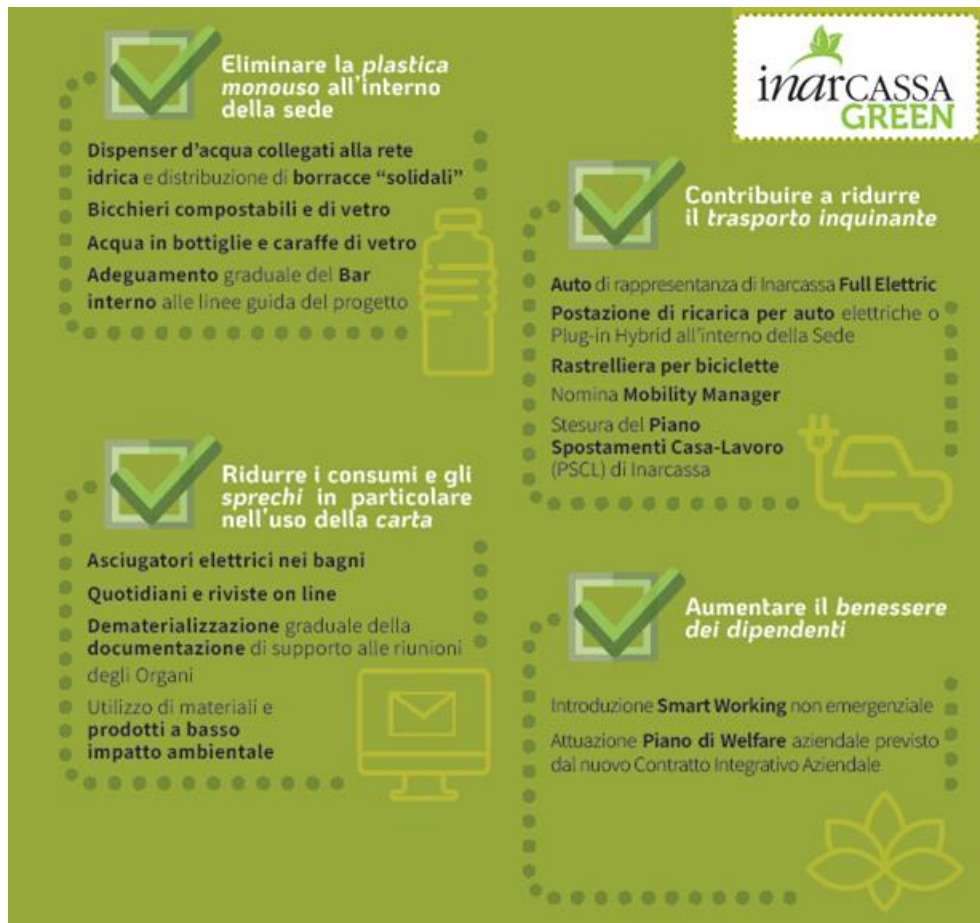 Eliminare la plastica
monouso all'interno
della sede
Dispenser d'acqua collegati alla rete
idrica e distribuzione di borracce “solidali”
Bicchieri compostabili e di vetro
Acqua in bottiglie e caraffe di vetro
Adeguamento graduale del Bar
interno alle linee guida del progetto
Ridurre i consumi e gli
sprechi in particolare
nell'uso della carta
Asciugatori elettrici nei bagni
Quotidiani e riviste on line
Dematerializzazione graduale della
documentazione di supporto alle riunioni
degli Organi
Utilizzo di materiali e
prodotti a basso
impatto ambientale
inarCASSA
GREEN
Contribuire a ridurre
il trasporto inquinante
Auto di rappresentanza di Inarcassa Full Elettric
Postazione di ricarica per auto elettriche o
Plug-in Hybrid all'interno della Sede
Rastrelliera per biciclette
Nomina Mobility Manager
Stesura del Piano
Spostamenti Casa-Lavoro
(PSCL) di Inarcassa
Aumentare il benessere
dei dipendenti
Introduzione Smart Working non emergenziale
Attuazione Piano di Welfare aziendale previsto
dal nuovo Contratto Integrativo Aziendale